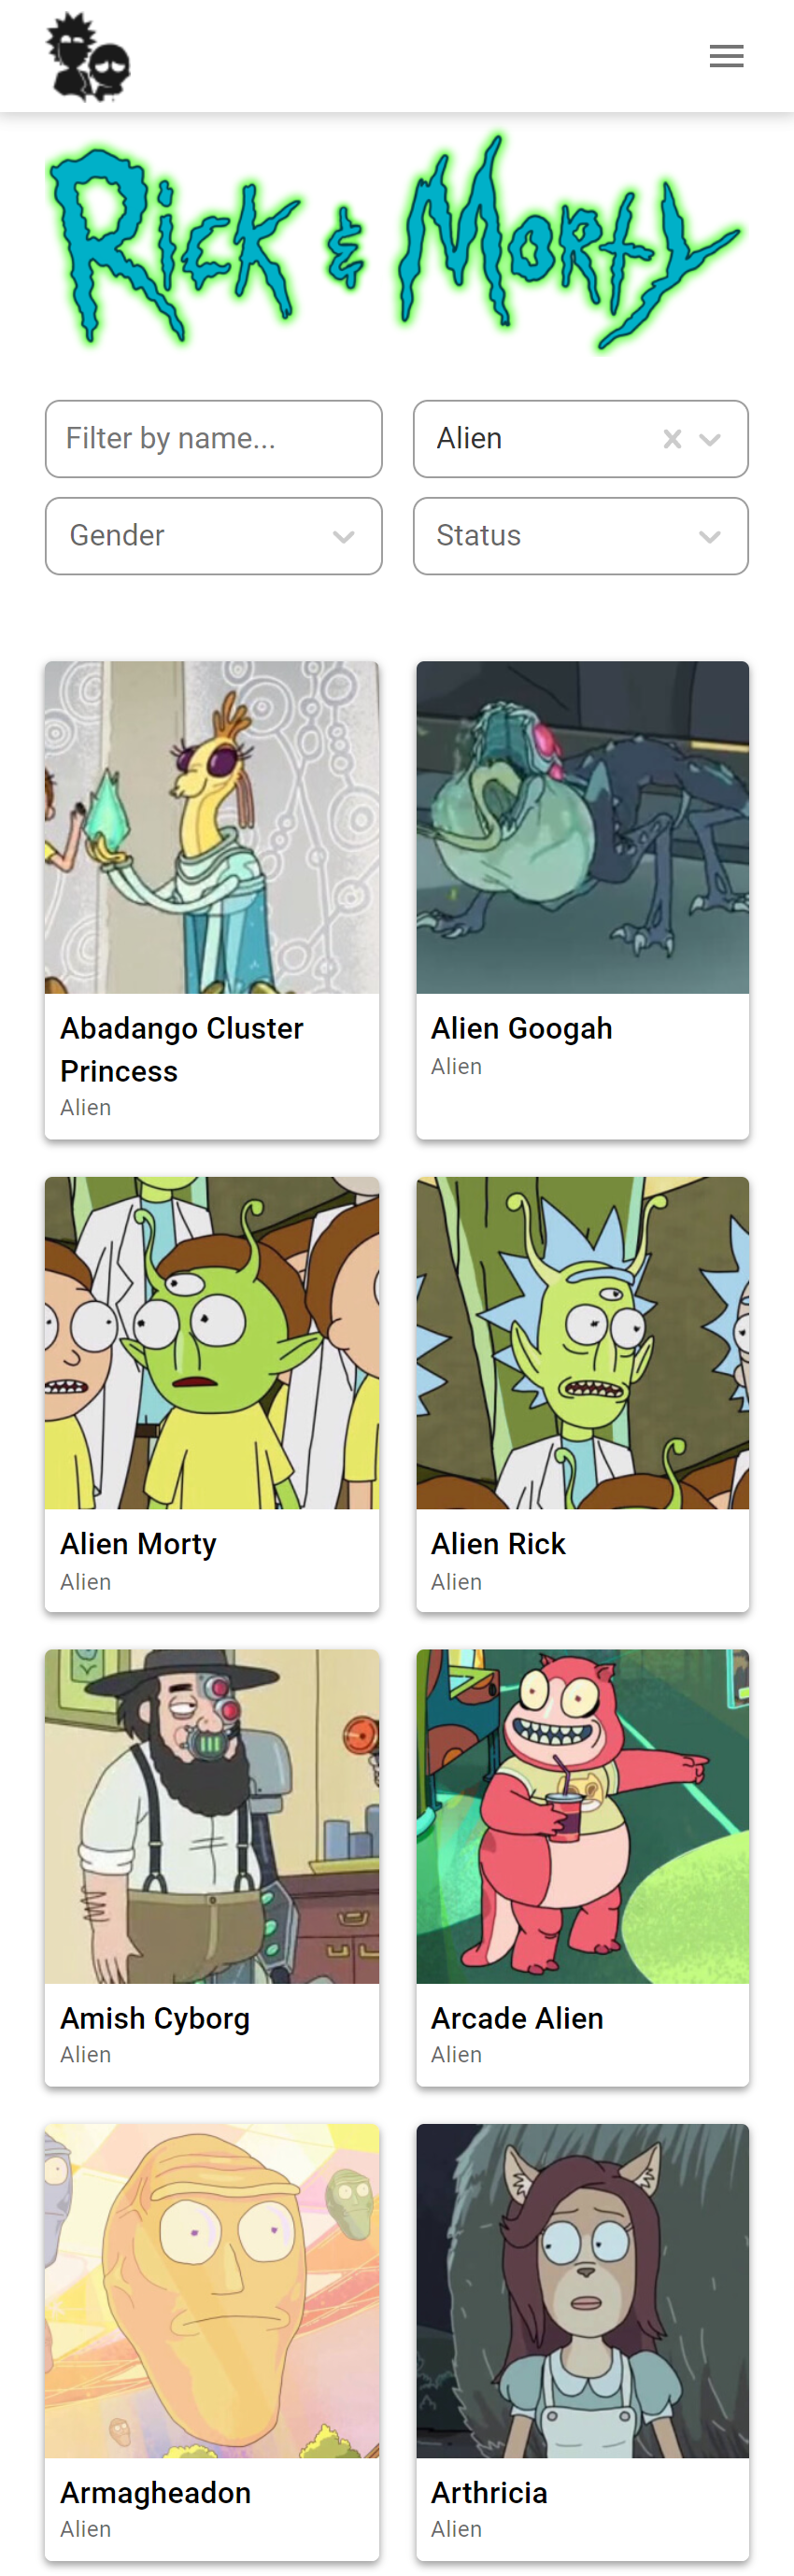 Rick & Morty
Filter by name...
Alien
Gender
Status
Abadango Cluster
Princess
Alien
Alien Googah
Alien
Alien Morty
Alien
Alien Rick
Alien
Amish Cyborg
Alien
Arcade Alien
Alien
Armagheadon
Alien
Arthricia
Alien